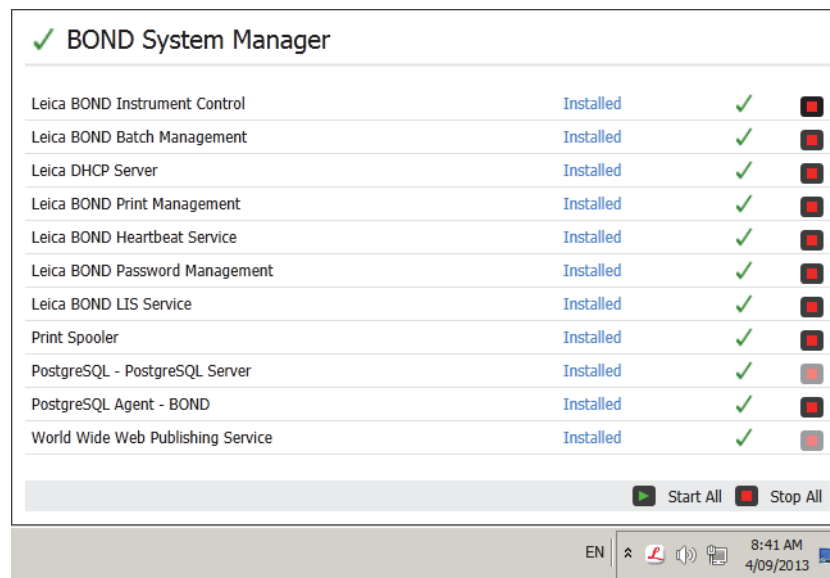 BOND System Manager
Leica BOND Instrument Control Installed
Leica BOND Batch Management Installed
Leica DHCP Server Installed
Leica BOND Print Management Installed
Leica BOND Heartbeat Service Installed
Leica BOND Password Management Installed
Leica BOND LIS Service Installed
Print Spooler Installed
PostgreSQL - PostgreSQL Server Installed
PostgreSQL Agent - BOND Installed
World Wide Web Publishing Service Installed
Start All Stop All
EN L 8:41 AM
4/09/2013